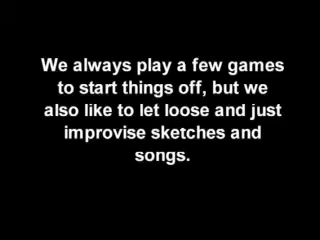 We always play a few games
to start things off, but we
also like to let loose and just
improvise sketches and
songs.